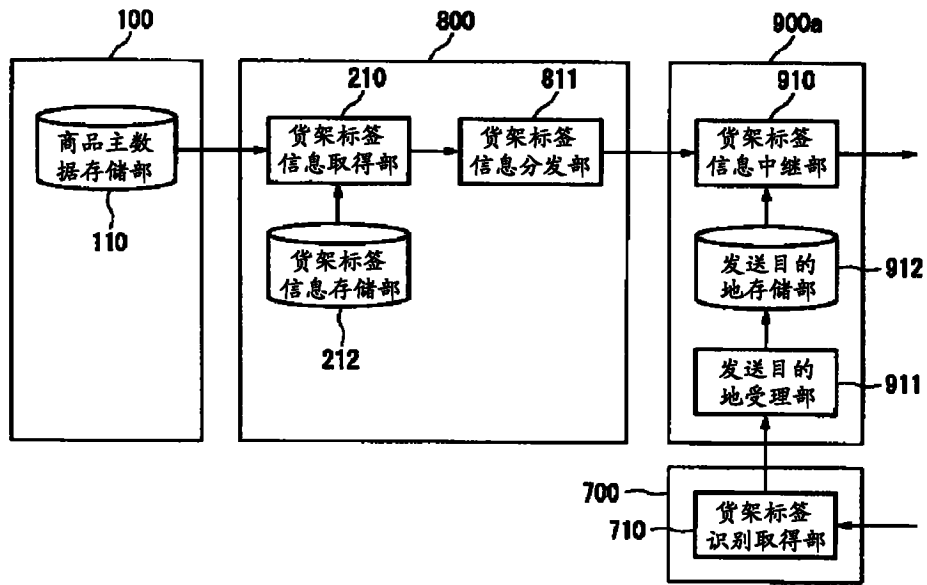 100
800
900a
210
811
910
商品主数
据存储部
货架标签
信息取得部
货架标签
信息分发部
货架标签
信息中继部
110
货架标签
信息存储部
发送目的
地存储部
912
212
发送目的
地受理部
911
700
710
货架标签
识别取得部